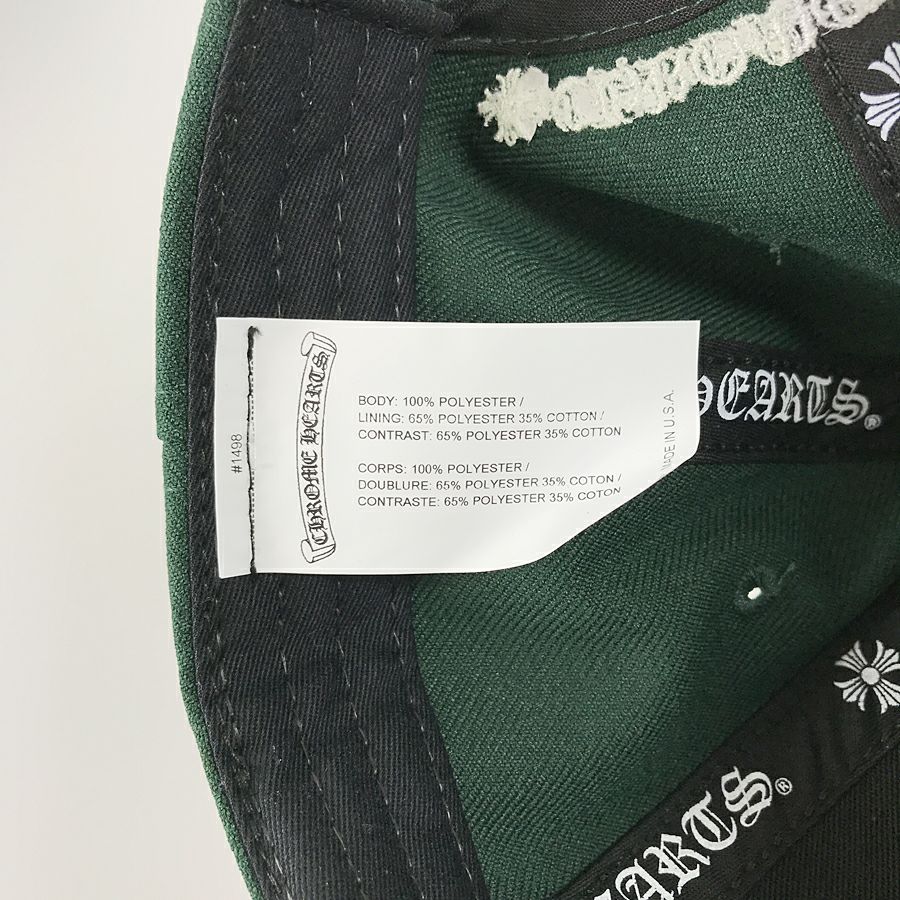 #1498
CHROME HEARTS
BODY: 100% POLYESTER /
LINING: 65% POLYESTER 35% COTTON /
CONTRAST: 65% POLYESTER 35% COTTON
CORPS: 100% POLYESTER /
DOUBLURE: 65% POLYESTER 35% COTON /
CONTRASTE: 65% POLYESTER 35% COTON
MADE IN U.S.A.
HEARTS®
EARTS®